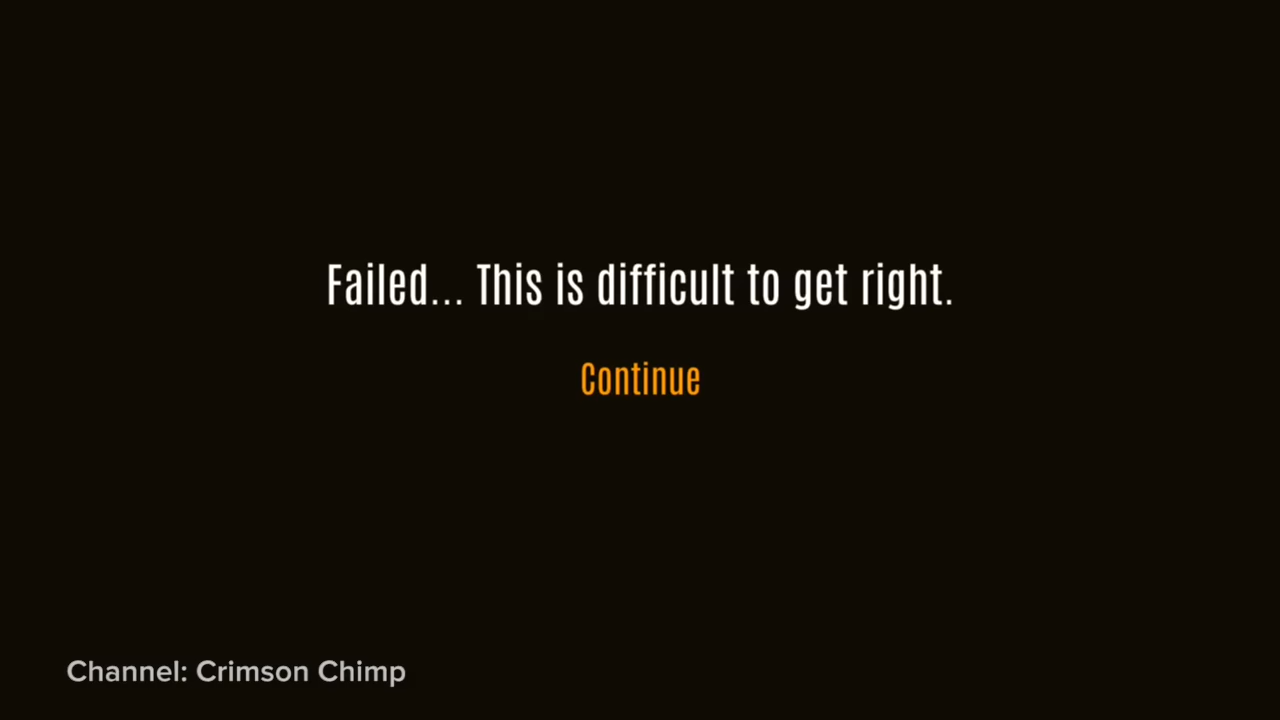 Failed... This is difficult to get right.
Continue
Channel: Crimson Chimp